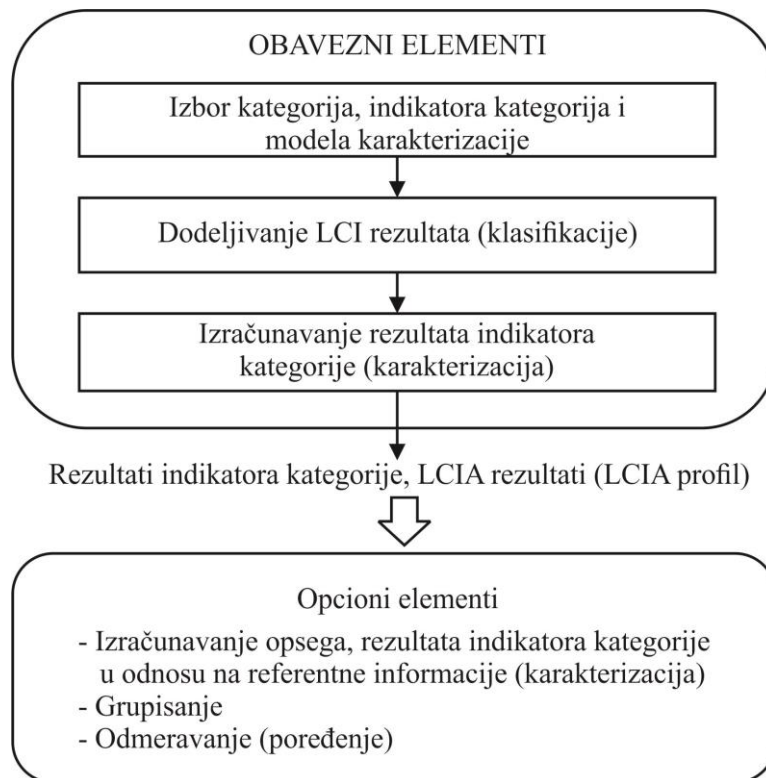 OBAVEZNI ELEMENTI
Izbor kategorija, indikatora kategorija i
modela karakterizacije
Dodeljivanje LCI rezultata (klasifikacije)
Izračunavanje rezultata indikatora
kategorije (karakterizacija)
Rezultati indikatora kategorije, LCIA rezultati (LCIA profil)
Opcioni elementi
- Izračunavanje opsega, rezultata indikatora kategorije
u odnosu na referentne informacije (karakterizacija)
- Grupisanje
- Odmeravanje (poređenje)